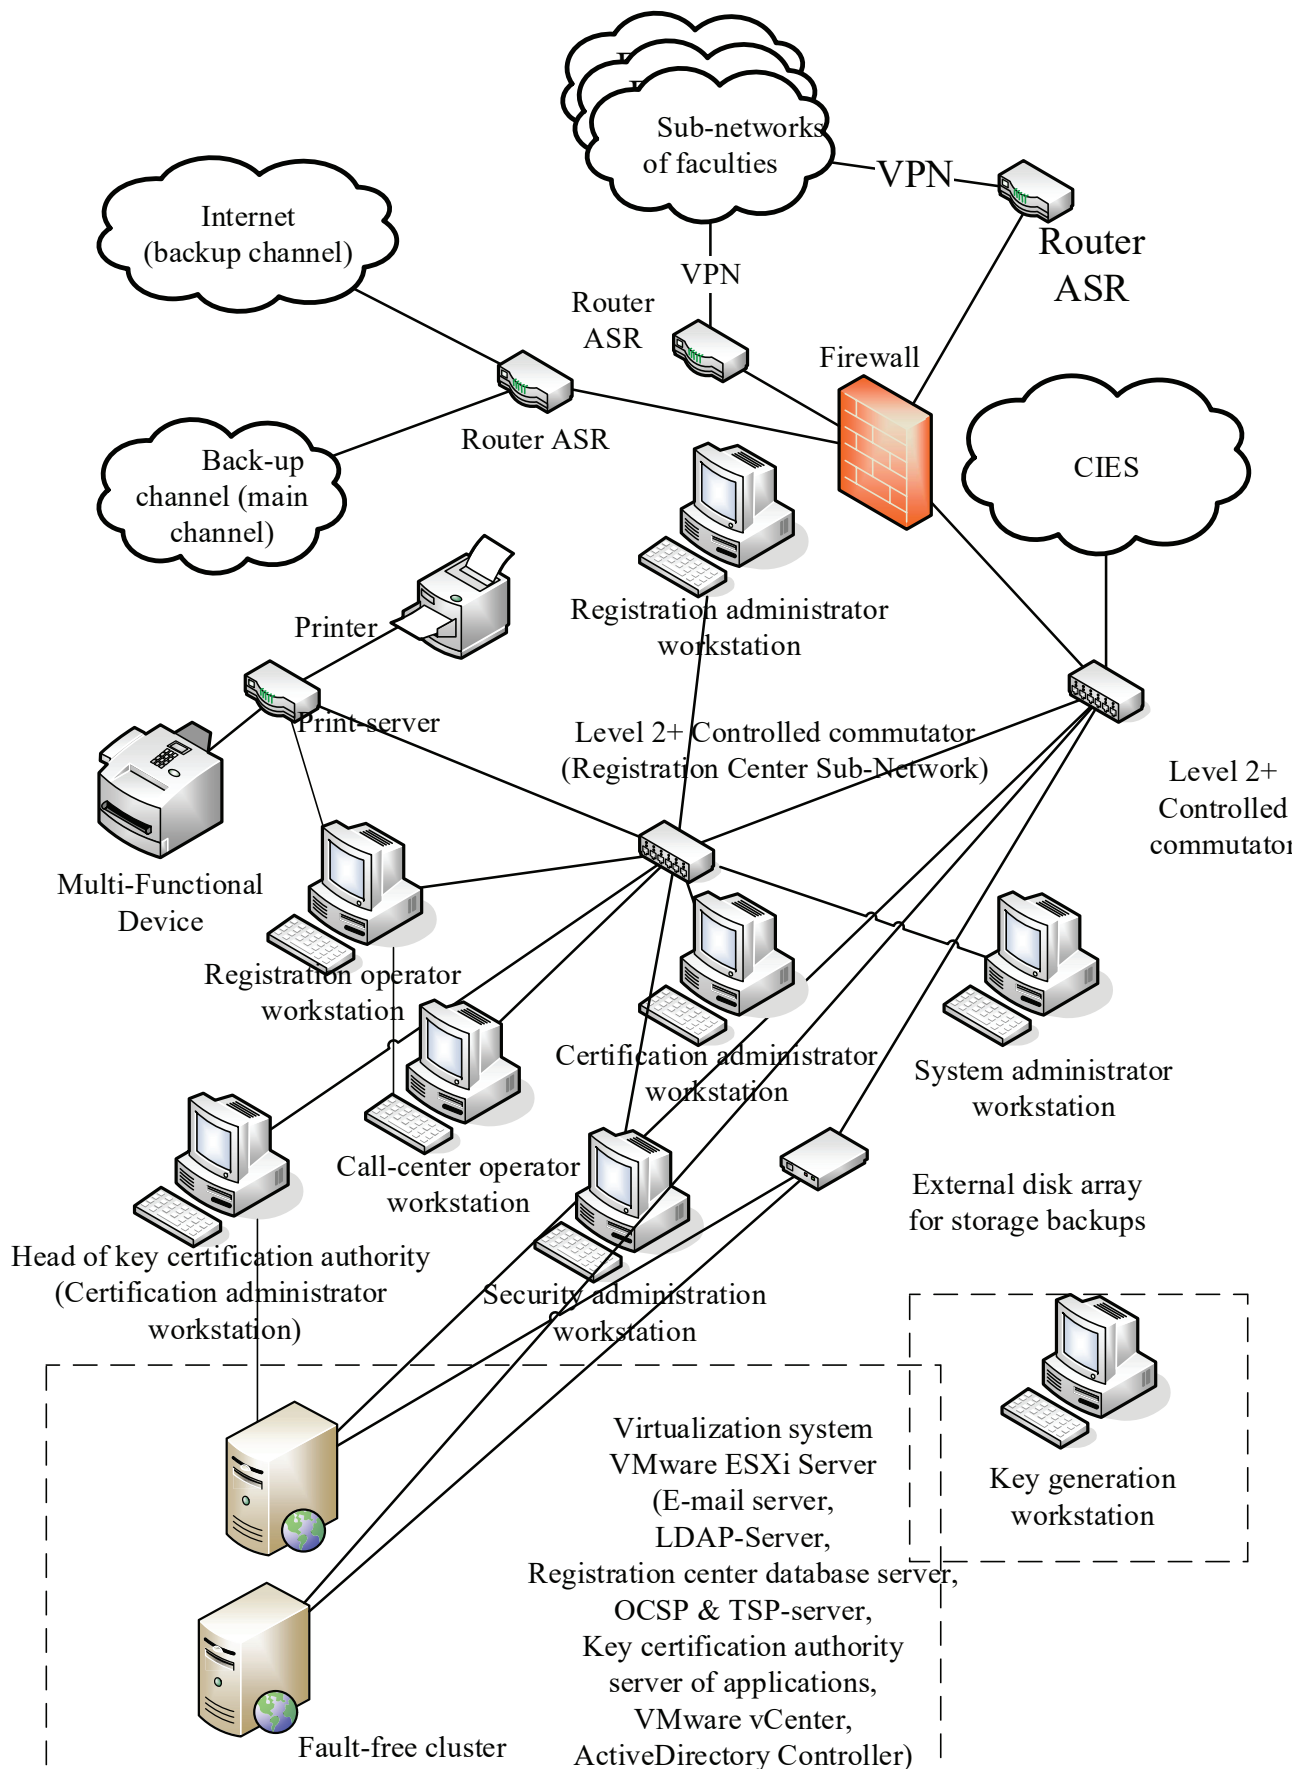 Sub-networks
of faculties
VPN
Internet
(backup channel)
Router
ASR
VPN
Router
ASR
Firewall
Router ASR
CIES
Back-up
channel (main
channel)
Registration administrator
workstation
Printer
Print-server
Level 2+ Controlled commutator
(Registration Center Sub-Network)
Level 2+
Controlled
commutator
Multi-Functional
Device
Registration operator
workstation
Certification administrator
workstation
System administrator
workstation
Call-center operator
workstation
External disk array
for storage backups
Head of key certification authority
(Certification administrator
workstation)
Security administration
workstation
Virtualization system
VMware ESXi Server
(E-mail server,
LDAP-Server,
Registration center database server,
OCSP & TSP-server,
Key certification authority
server of applications,
VMware vCenter,
ActiveDirectory Controller)
Key generation
workstation
Fault-free cluster